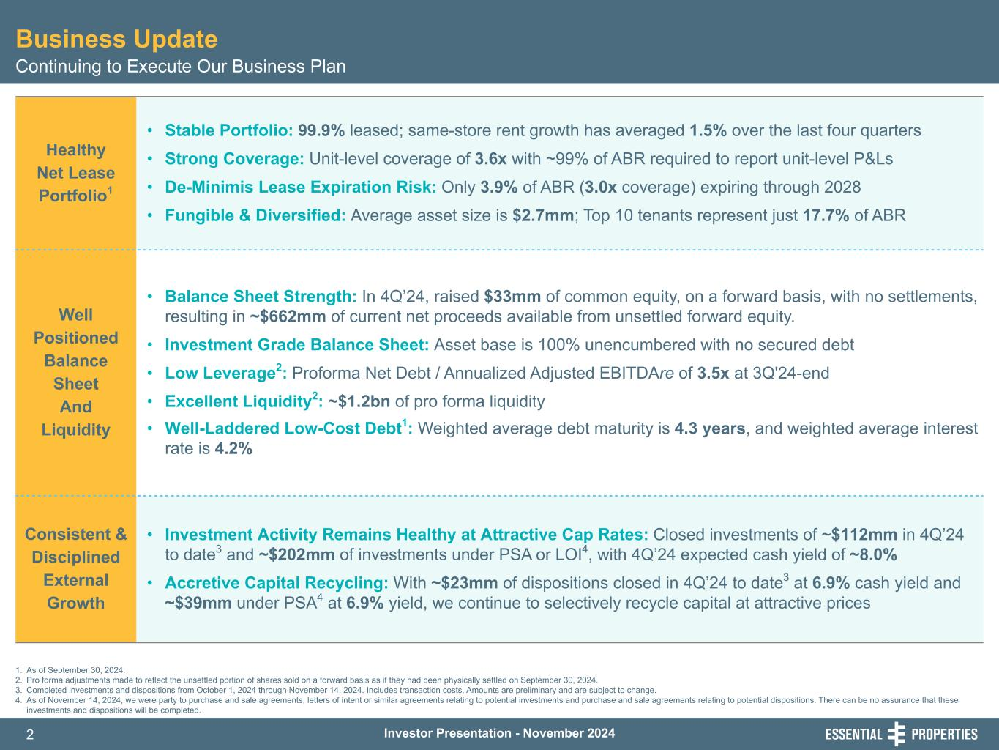 Business Update
Continuing to Execute Our Business Plan
Healthy
Net Lease
Portfolio1
• Stable Portfolio: 99.9% leased; same-store rent growth has averaged 1.5% over the last four quarters
• Strong Coverage: Unit-level coverage of 3.6x with ~99% of ABR required to report unit-level P&Ls
• De-Minimis Lease Expiration Risk: Only 3.9% of ABR (3.0x coverage) expiring through 2028
• Fungible & Diversified: Average asset size is $2.7mm; Top 10 tenants represent just 17.7% of ABR
Well
Positioned
Balance
Sheet
And
Liquidity
• Balance Sheet Strength: In 4Q’24, raised $33mm of common equity, on a forward basis, with no settlements,
resulting in ~$662mm of current net proceeds available from unsettled forward equity.
• Investment Grade Balance Sheet: Asset base is 100% unencumbered with no secured debt
• Low Leverage2: Proforma Net Debt / Annualized Adjusted EBITDAre of 3.5x at 3Q'24-end
• Excellent Liquidity2: ~$1.2bn of pro forma liquidity
• Well-Laddered Low-Cost Debt1: Weighted average debt maturity is 4.3 years, and weighted average interest
rate is 4.2%
Consistent &
Disciplined
External
Growth
• Investment Activity Remains Healthy at Attractive Cap Rates: Closed investments of ~$112mm in 4Q’24
to date3 and ~$202mm of investments under PSA or LOI4, with 4Q’24 expected cash yield of ~8.0%
• Accretive Capital Recycling: With ~$23mm of dispositions closed in 4Q’24 to date3 at 6.9% cash yield and
~$39mm under PSA4 at 6.9% yield, we continue to selectively recycle capital at attractive prices
1. As of September 30, 2024.
2. Pro forma adjustments made to reflect the unsettled portion of shares sold on a forward basis as if they had been physically settled on September 30, 2024.
3. Completed investments and dispositions from October 1, 2024 through November 14, 2024. Includes transaction costs. Amounts are preliminary and are subject to change.
4. As of November 14, 2024, we were party to purchase and sale agreements, letters of intent or similar agreements relating to potential investments and purchase and sale agreements relating to potential dispositions. There can be no assurance that these
investments and dispositions will be completed.
2
Investor Presentation - November 2024
ESSENTIAL PROPERTIES